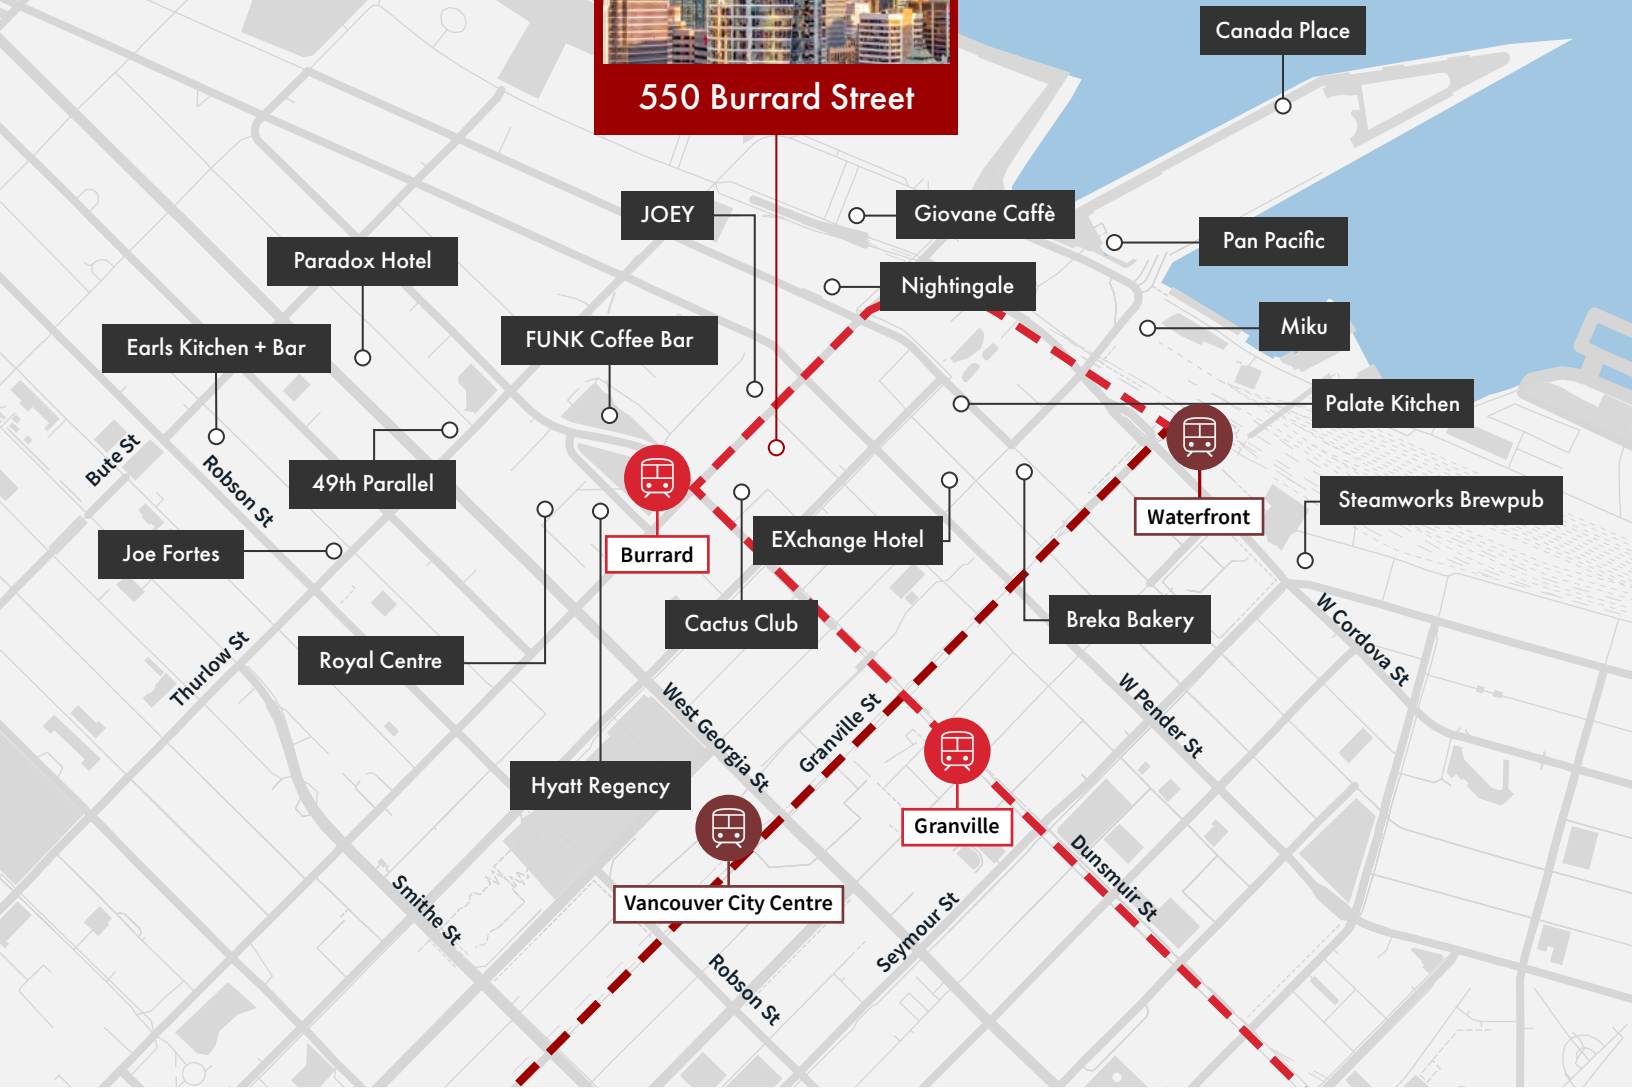 Canada Place
550 Burrard Street
JOEY
Giovane Caffè
Pan Pacific
Paradox Hotel
Nightingale
Miku
Earls Kitchen + Bar
FUNK Coffee Bar
Palate Kitchen
Bute St
Robson St
49th Parallel
Steamworks Brewpub
Waterfront
Joe Fortes
Burrard
EXchange Hotel
Cactus Club
Breka Bakery
W Cordova St
Thurlow St
Royal Centre
West Georgia St
Granville St
W Pender St
Hyatt Regency
Granville
Vancouver City Centre
Dunsmuir St
Smithe St
Seymour St
Robson St